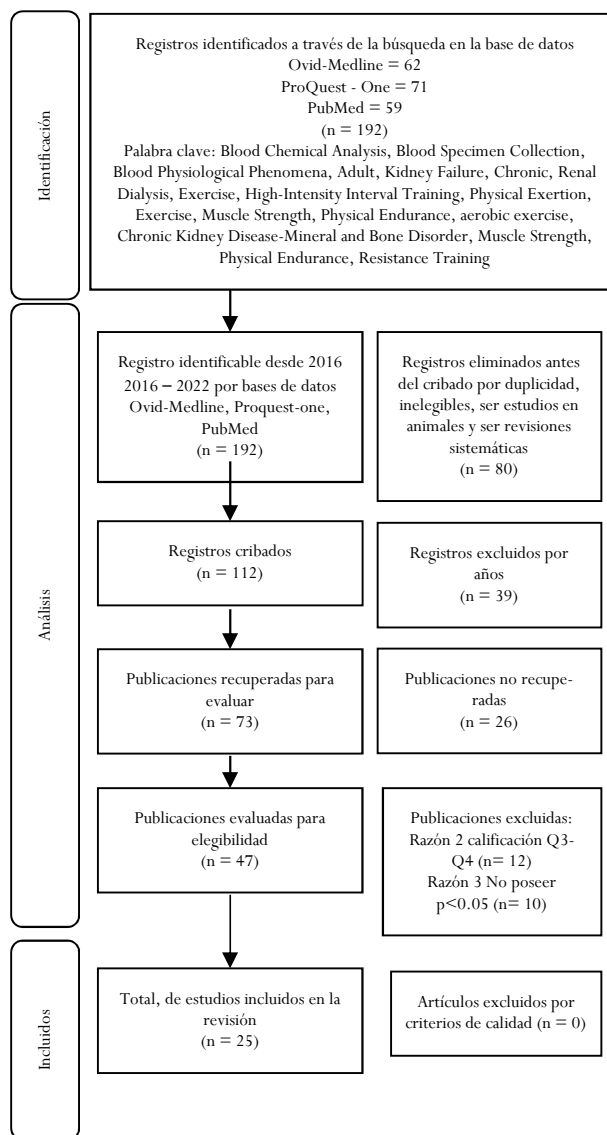 Identificación
Registros identificados a través de la búsqueda en la base de datos
Ovid-Medline = 62
ProQuest - One = 71
PubMed = 59
(n = 192)
Palabra clave: Blood Chemical Analysis, Blood Specimen Collection,
Blood Physiological Phenomena, Adult, Kidney Failure, Chronic, Renal
Dialysis, Exercise, High-Intensity Interval Training, Physical Exertion,
Exercise, Muscle Strength, Physical Endurance, aerobic exercise,
Chronic Kidney Disease-Mineral and Bone Disorder, Muscle Strength,
Physical Endurance, Resistance Training
Análisis
Registro identificable desde 2016
2016 – 2022 por bases de datos
Ovid-Medline, Proquest-one,
PubMed
(n = 192)
Registros eliminados antes
del cribado por duplicidad,
inelegibles, ser estudios en
animales y ser revisiones
sistemáticas
(n = 80)
Registros cribados
(n = 112)
Registros excluidos por
años
(n = 39)
Publicaciones recuperadas para
evaluar
(n = 73)
Publicaciones no recupe-
radas
(n = 26)
Publicaciones evaluadas para
elegibilidad
(n = 47)
Publicaciones excluidas:
Razón 2 calificación Q3-
Q4 (n= 12)
Razón 3 No poseer
p<0.05 (n= 10)
Incluidos
Total, de estudios incluidos en la
revisión
(n = 25)
Artículos excluidos por
criterios de calidad (n = 0)